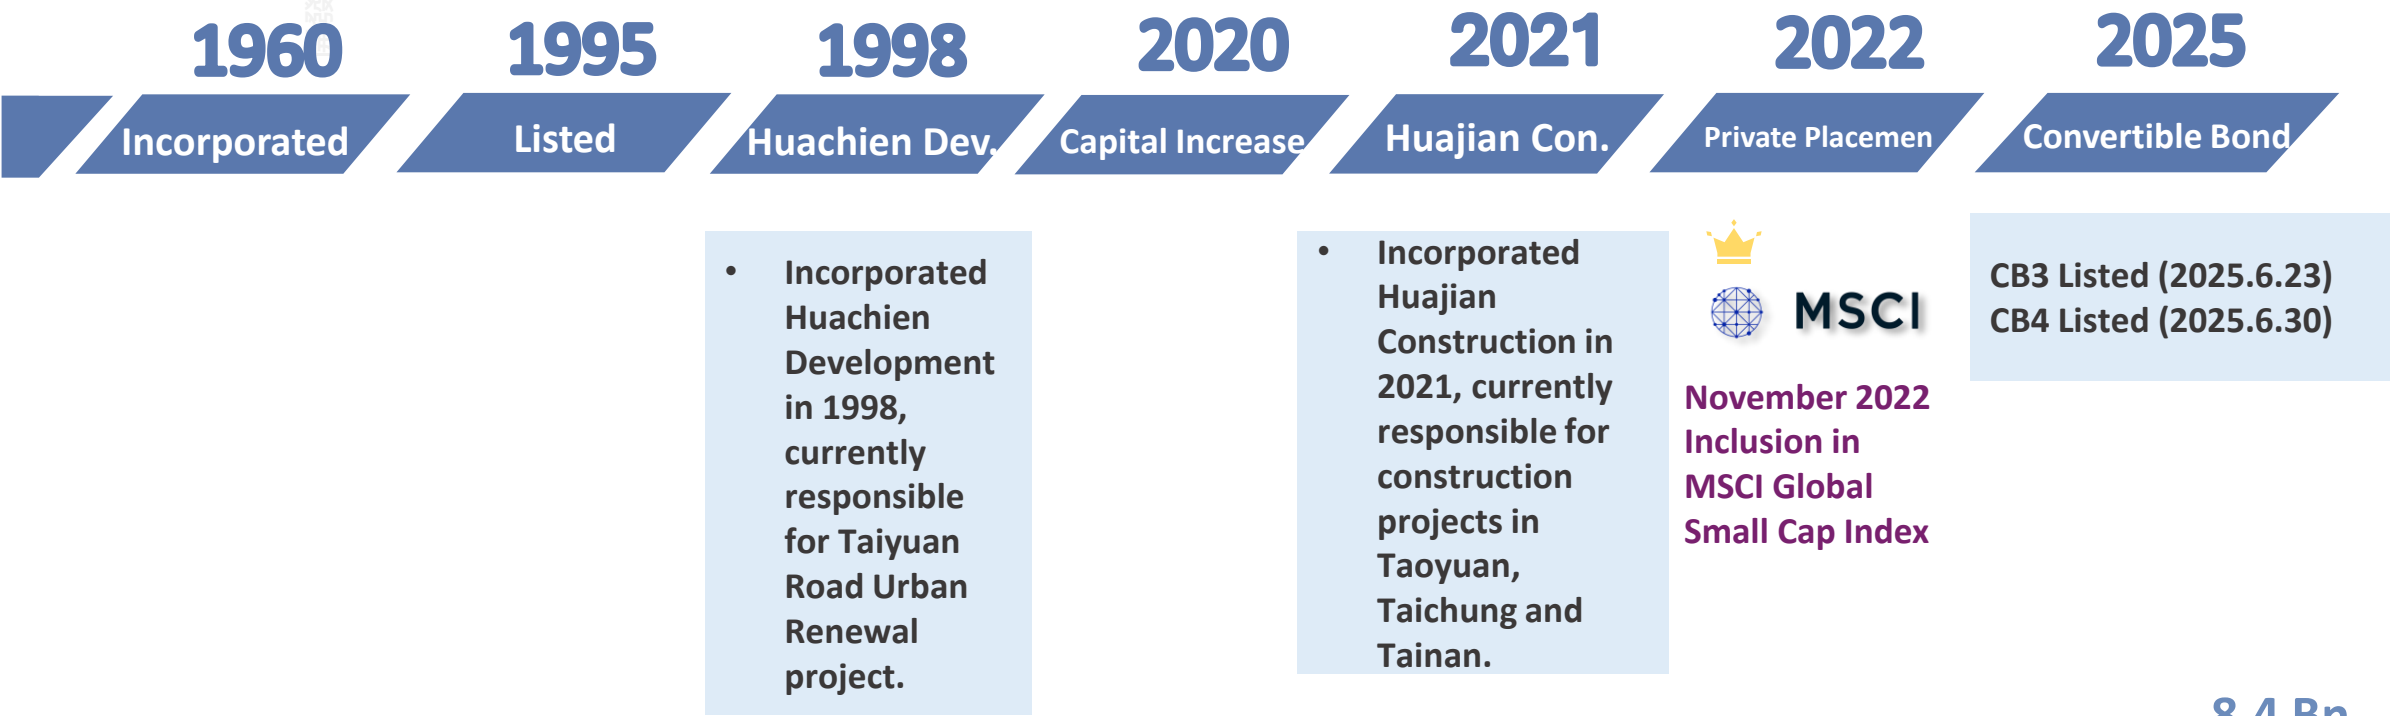 1960
1995
1998
2020
2021
2022
2025
Incorporated
Listed
Huachien Dev.
Capital Increase
Huajian Con.
Private Placemen
Convertible Bond
• Incorporated
Huachien
Development
in 1998,
currently
responsible
for Taiyuan
Road Urban
Renewal
project.
• Incorporated
Huajian
Construction in
2021, currently
responsible for
construction
projects in
Taoyuan,
Taichung and
Tainan.
MSCI
November 2022
Inclusion in
MSCI Global
Small Cap Index
CB3 Listed (2025.6.23)
CB4 Listed (2025.6.30)
8.4 Bn